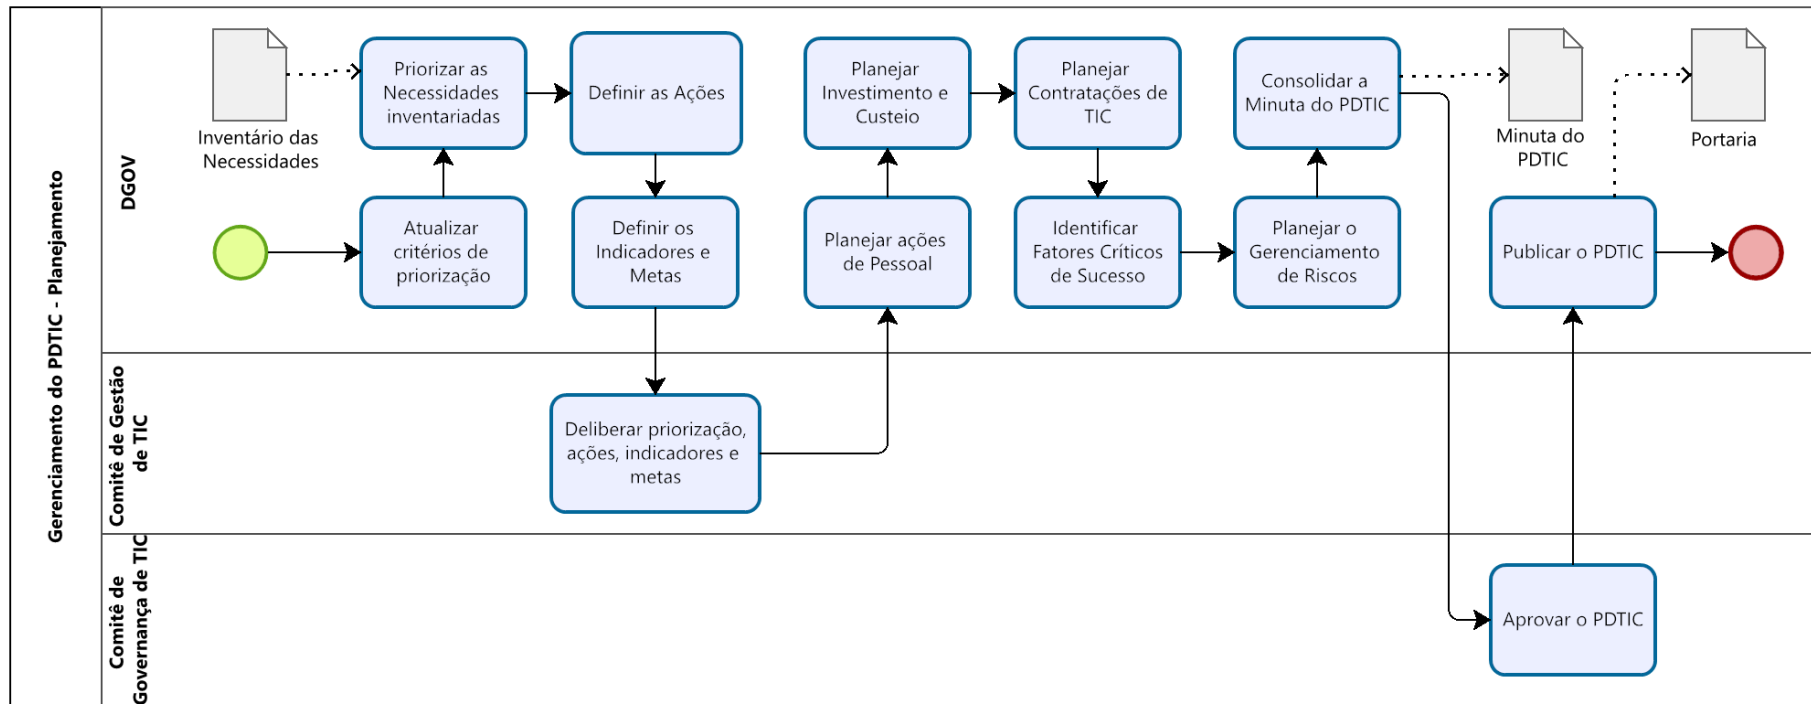 Gerenciamento do PDTIC - Planejamento
DGOV
Inventário das
Necessidades
Priorizar as
Necessidades
inventariadas
Definir as Ações
Planejar
Investimento e
Custeio
Planejar
Contratações de
TIC
Consolidar a
Minuta do PDTIC
Minuta do
PDTIC
Portaria
Atualizar
critérios de
priorização
Definir os
Indicadores e
Metas
Planejar ações
de Pessoal
Identificar
Fatores Críticos
de Sucesso
Planejar o
Gerenciamento
de Riscos
Publicar o PDTIC
Comitê de Gestão
de TIC
Deliberar priorização,
ações, indicadores e
metas
Comitê de
Governança de TIC
Aprovar o PDTIC